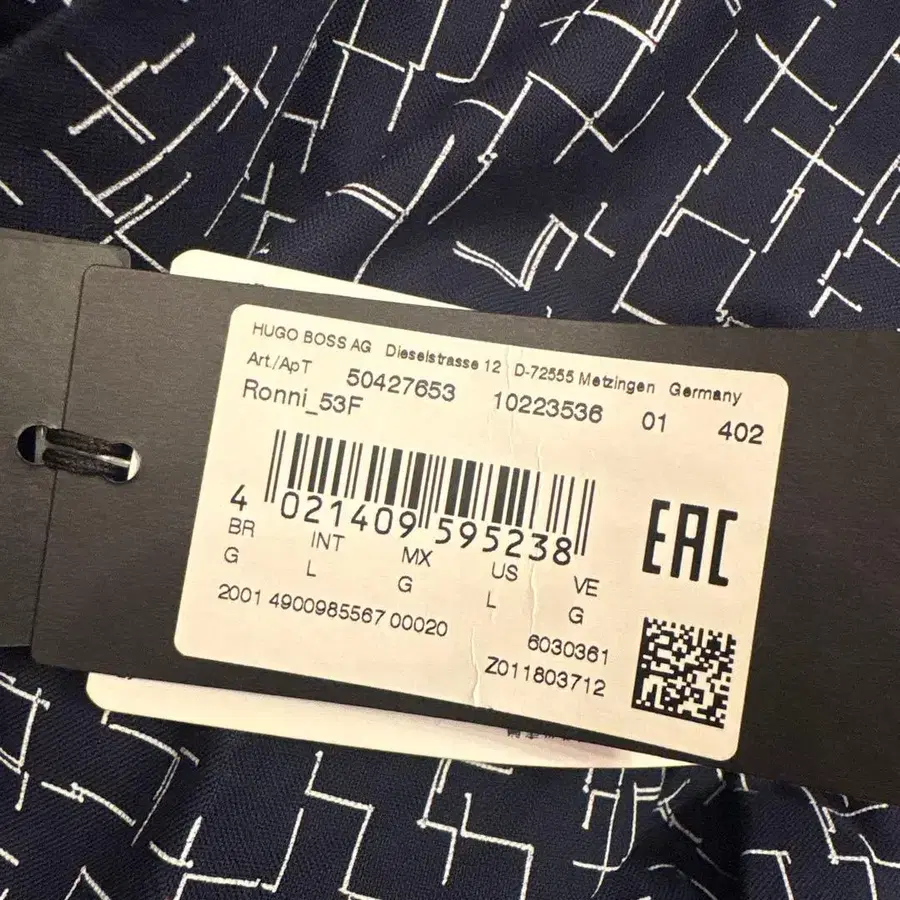 HUGO BOSS AG Dieselstrasse 12 D-72555 Metzingen Germany
Art./ApT 50427653 10223536 01 402
Ronni_53F
4 021409 595238
BR INT MX US VE
G L G L G
2001 4900985567 00020
6030361
Z011803712
EAC